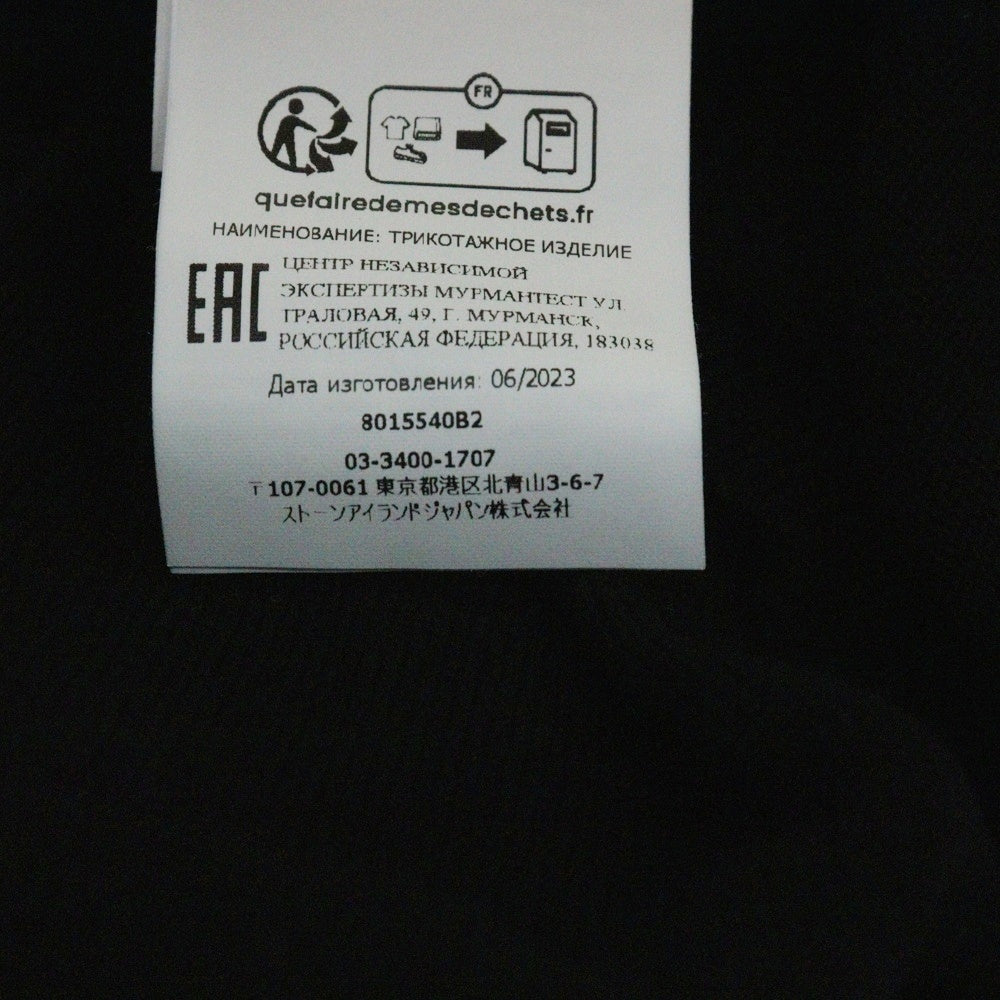 FR
quefairedemesdechets.fr
НАИМЕНОВАНИЕ: ТРИКОТАЖНОЕ ИЗДЕЛИЕ
EAC
ЦЕНТР НЕЗАВИСИМОЙ
ЭКСПЕРТИЗЫ МУРМАНТЕСТ УЛ.
ТРАЛОВАЯ, 49, Г. МУРМАНСК,
РОССИЙСКАЯ ФЕДЕРАЦИЯ, 183038
Дата изготовления: 06/2023
8015540B2
03-3400-1707
〒107-0061 東京都港区北青山3-6-7
ストーンアイランドジャパン株式会社